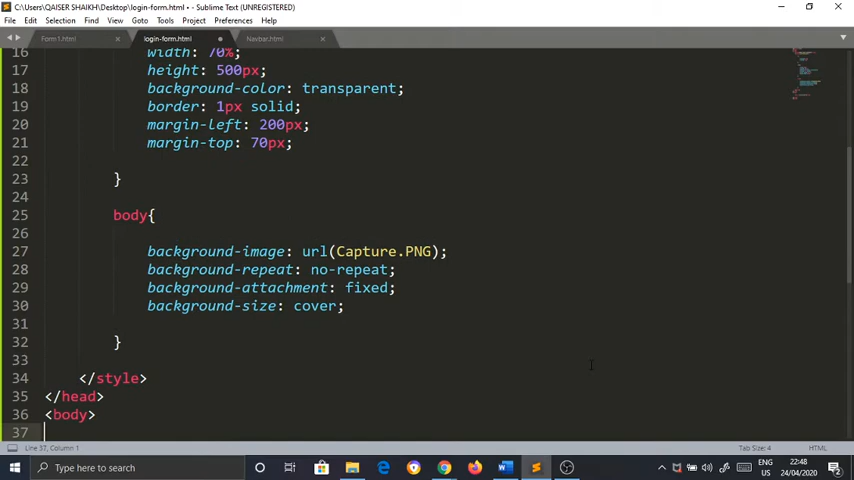 C:\Users\QAISER SHAIKH\Desktop\login-form.html • - Sublime Text (UNREGISTERED)
File Edit Selection Find View Goto Tools Project Preferences Help
Form1.html login-form.html Navbar.html
16 width: 70%;
17 height: 500px;
18 background-color: transparent;
19 border: 1px solid;
20 margin-left: 200px;
21 margin-top: 70px;
22
23 }
24
25 body{
26
27 background-image: url(Capture.PNG);
28 background-repeat: no-repeat;
29 background-attachment: fixed;
30 background-size: cover;
31
32 }
33
34 </style>
35 </head>
36 <body>
37
Line 37, Column 1 Tab Size: 4 HTML
Type here to search ENG 22:48
US 24/04/2020 2